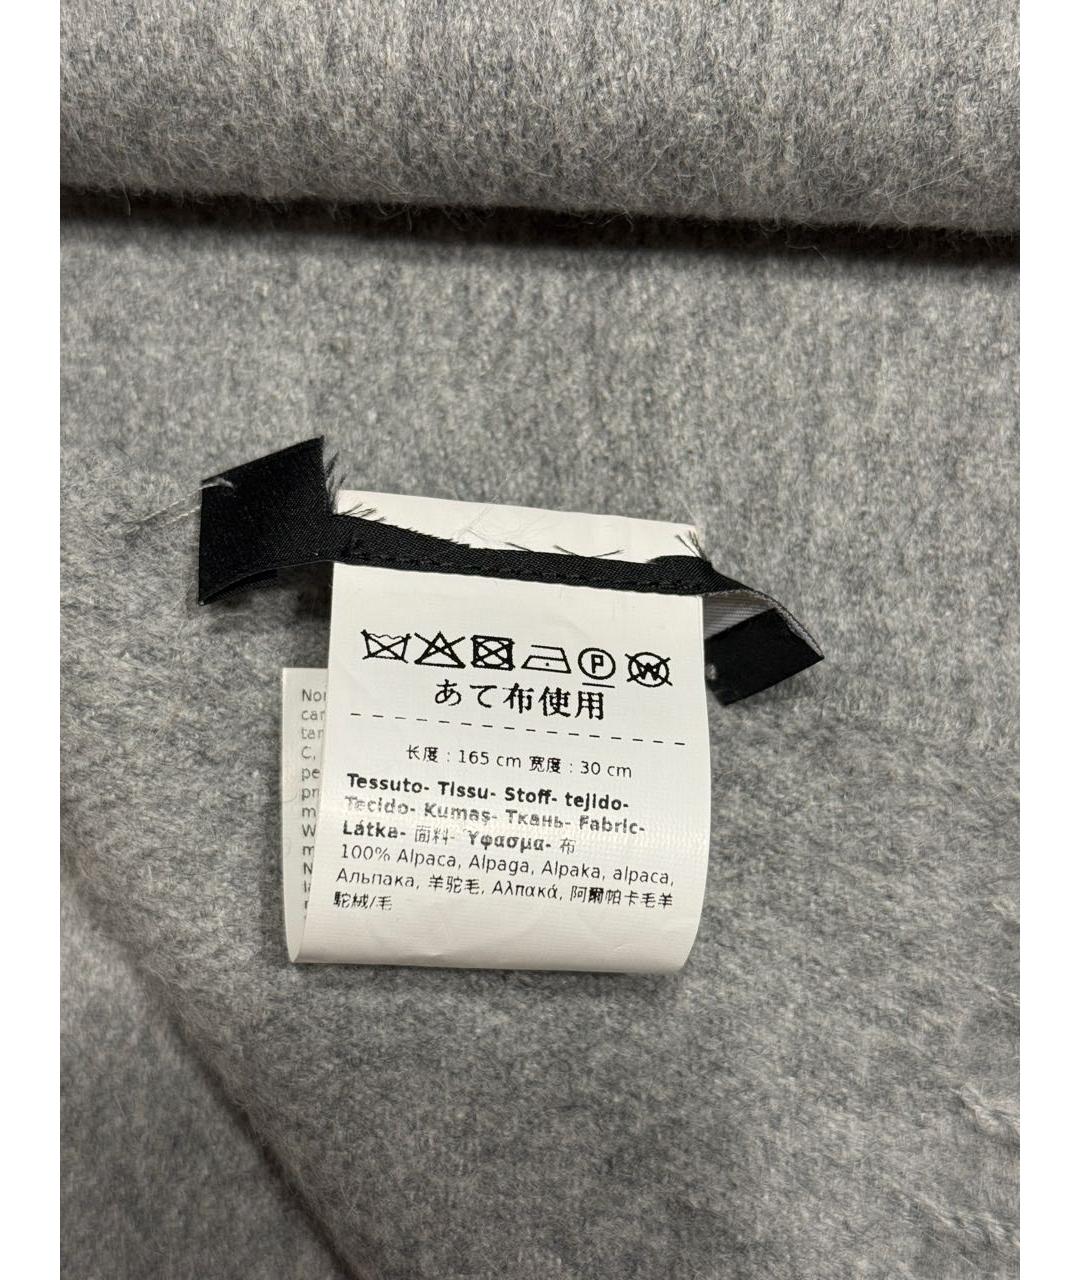 P W
あて布使用
长度 : 165 cm 宽度 : 30 cm
Tessuto- Tissu- Stoff- tejido-
Tecido- Kumaş- Ткань- Fabric-
Látka- 面料- Ύφασμα- 布
100% Alpaca, Alpaga, Alpaka, alpaca,
Альпака, 羊驼毛, Αλπακά, 阿爾帕卡毛羊
駝絨/毛
C,